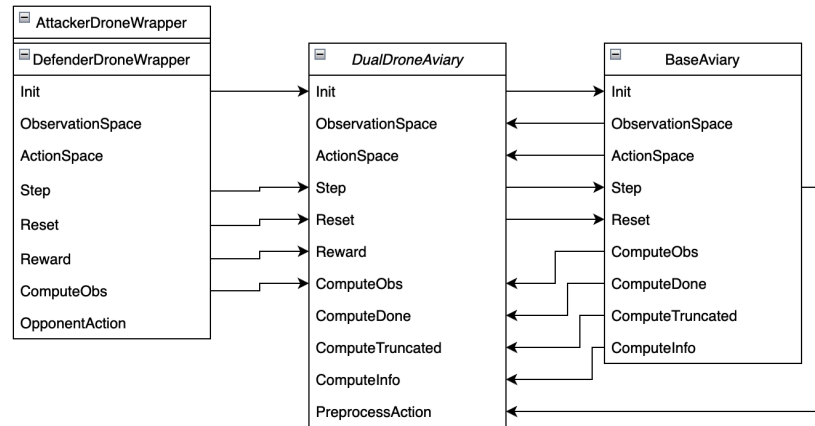 AttackerDroneWrapper
DefenderDroneWrapper
Init
ObservationSpace
ActionSpace
Step
Reset
Reward
ComputeObs
OpponentAction
DualDroneAviary
Init
ObservationSpace
ActionSpace
Step
Reset
Reward
ComputeObs
ComputeDone
ComputeTruncated
ComputeInfo
PreprocessAction
BaseAviary
Init
ObservationSpace
ActionSpace
Step
Reset
ComputeObs
ComputeDone
ComputeTruncated
ComputeInfo